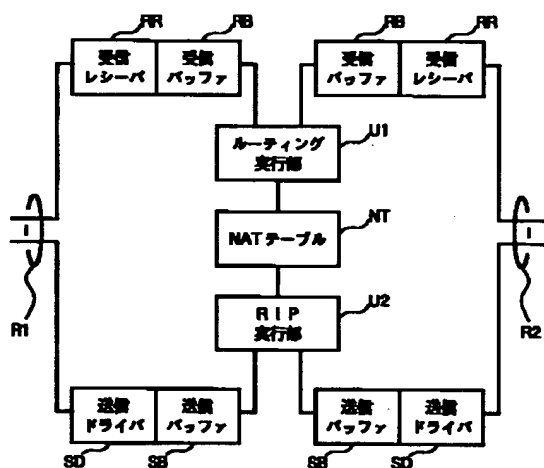 RR
RB
RB
RR
受信
レシーバ
受信
バッファ
受信
バッファ
受信
レシーバ
U1
ルーティング
実行部
NT
NATテーブル
U2
RIP
実行部
R1
R2
送信
ドライバ
送信
バッファ
送信
バッファ
送信
ドライバ
SD
SB
SB
SD